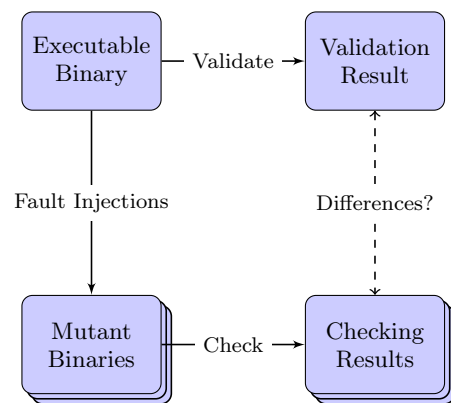 Executable
Binary
Validate
Validation
Result
Fault Injections
Differences?
Mutant
Binaries
Check
Checking
Results